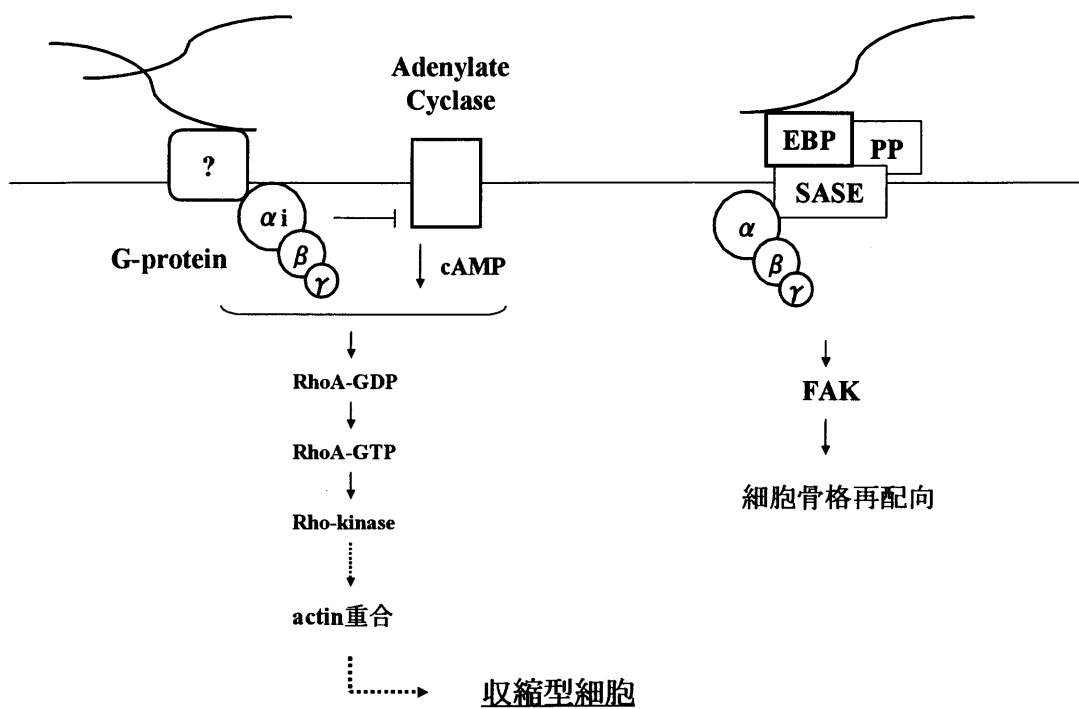 Adenylate
Cyclase
?
αi
β
γ
G-protein
cAMP
RhoA-GDP
RhoA-GTP
Rho-kinase
actin重合
収縮型細胞
EBP
PP
SASE
α
β
γ
FAK
細胞骨格再配向